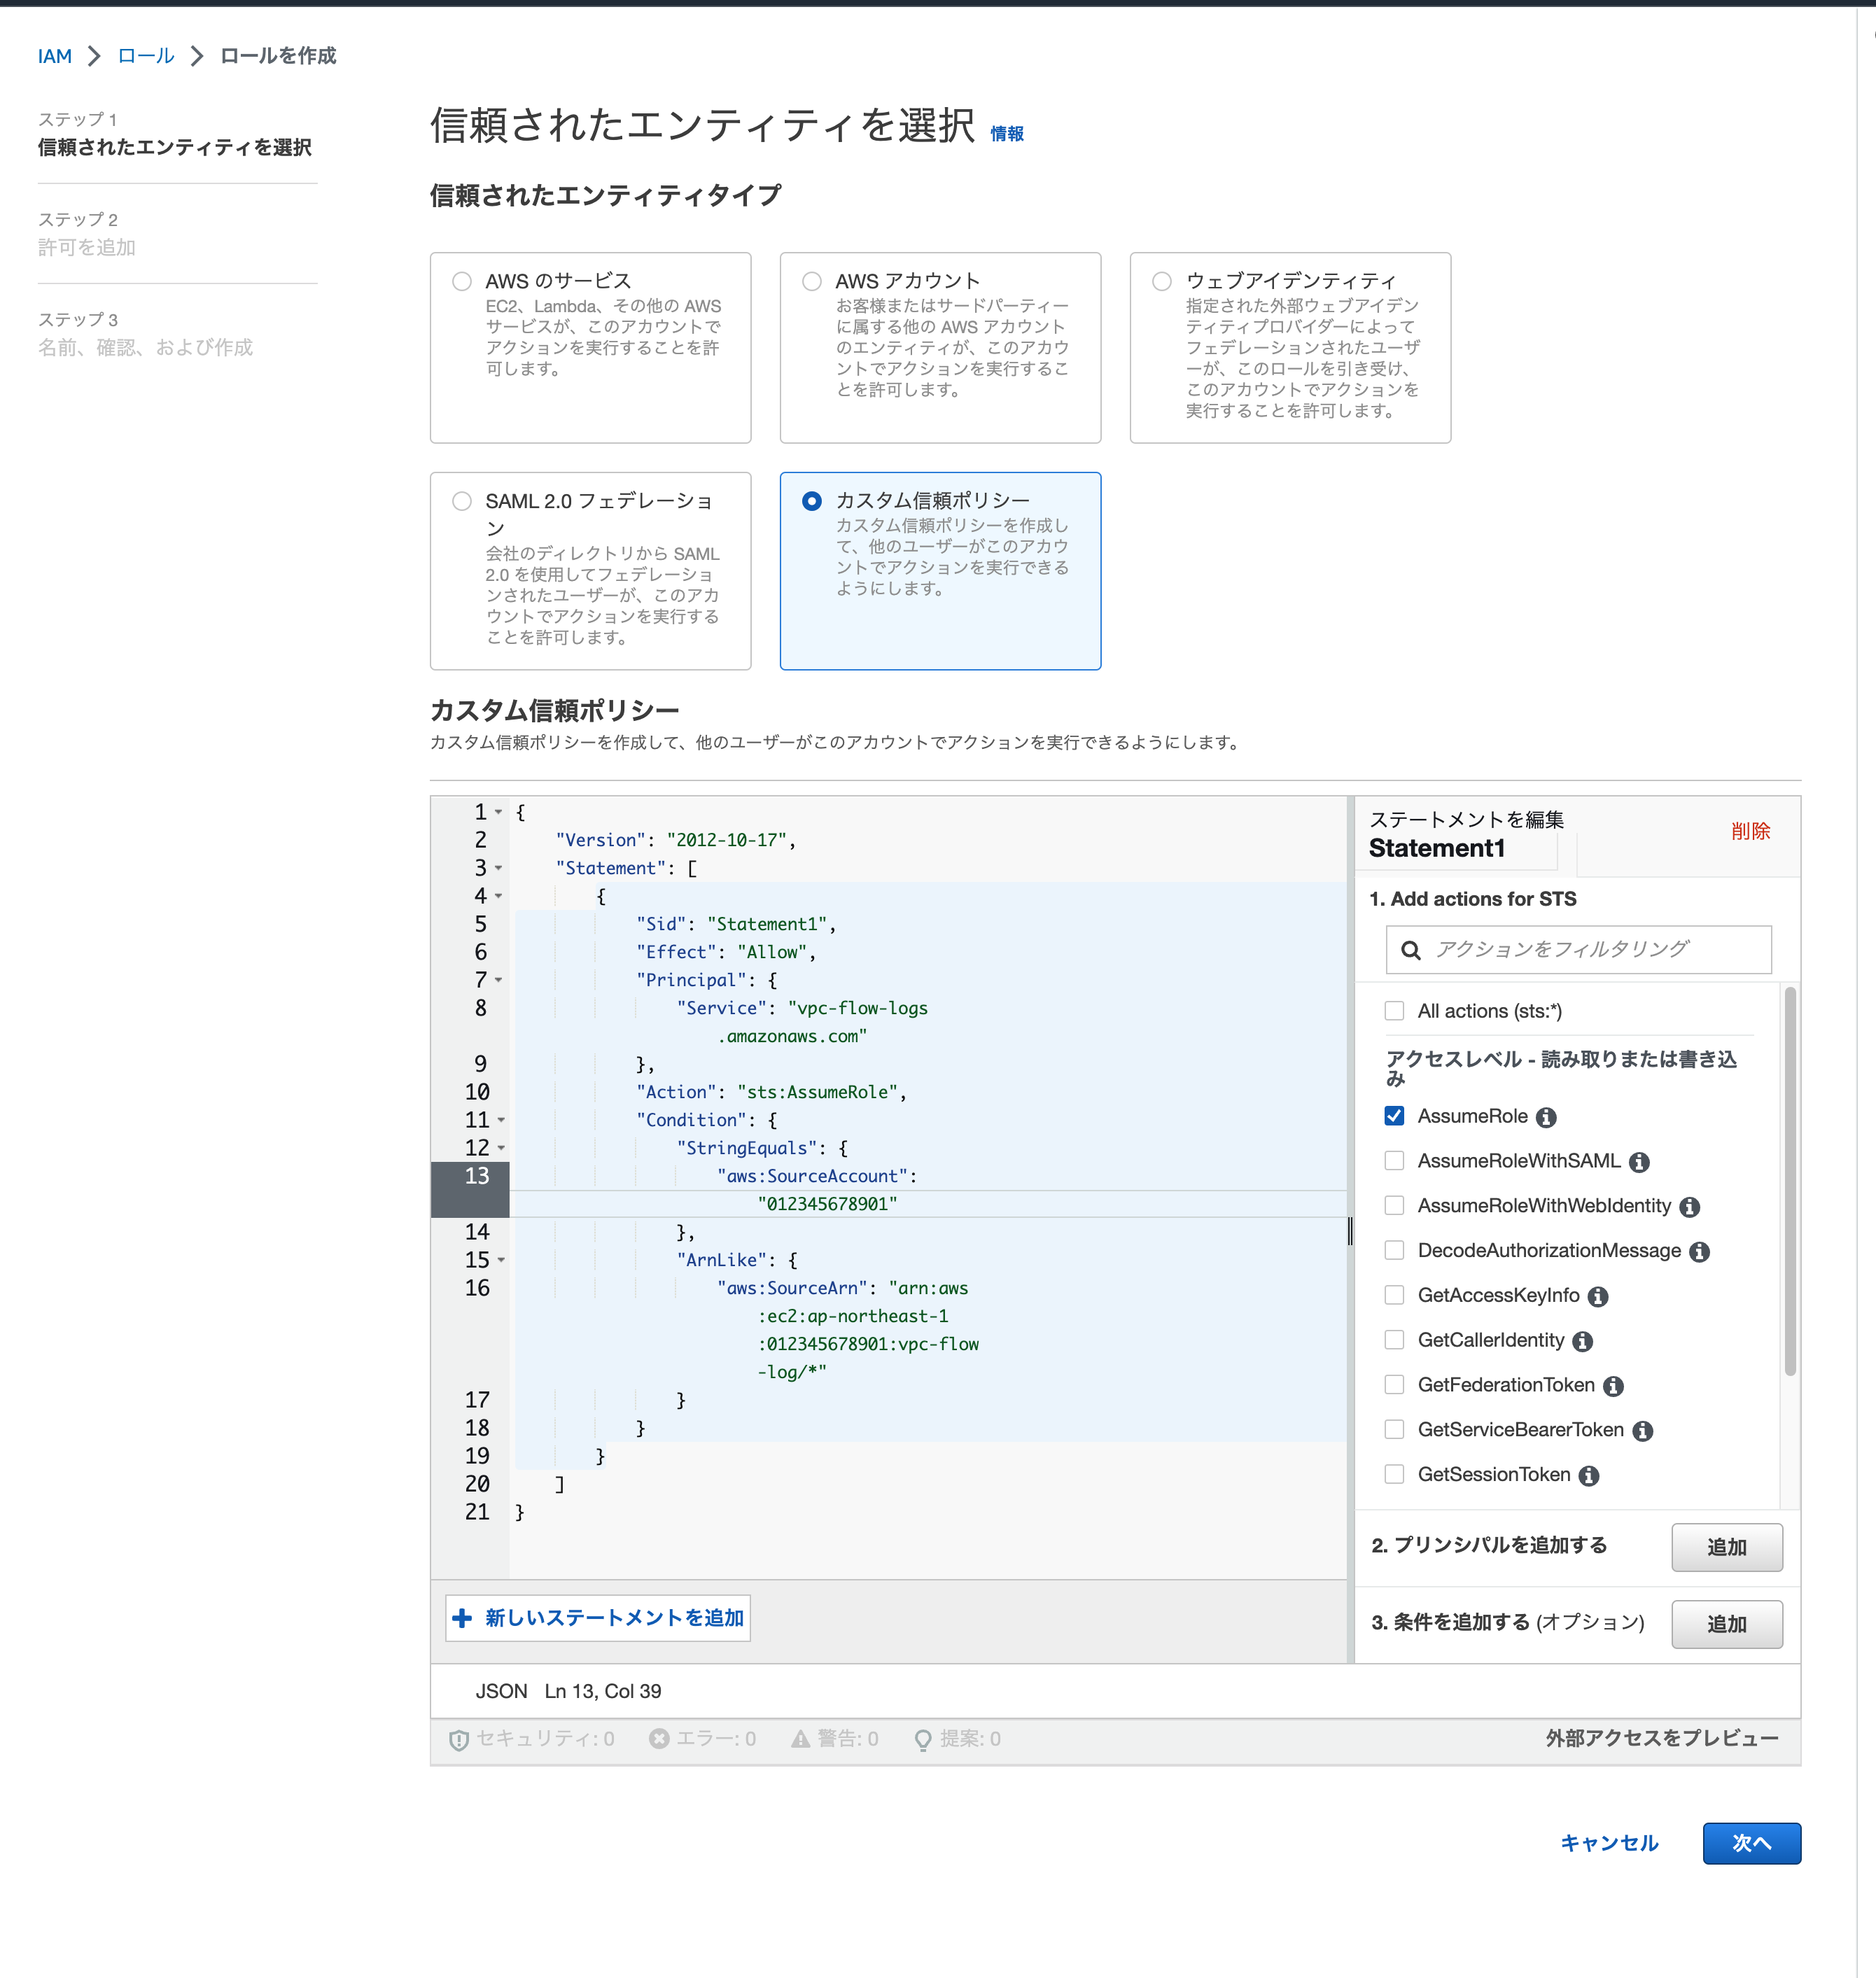 IAM > ロール > ロールを作成
ステップ 1
信頼されたエンティティを選択
ステップ 2
許可を追加
ステップ 3
名前、確認、および作成
信頼されたエンティティを選択 情報
信頼されたエンティティタイプ
AWS のサービス
EC2、Lambda、その他の AWS
サービスが、このアカウントで
アクションを実行することを許
可します。
AWS アカウント
お客様またはサードパーティー
に属する他の AWS アカウント
のエンティティが、このアカウ
ントでアクションを実行するこ
とを許可します。
ウェブアイデンティティ
指定された外部ウェブアイデン
ティティプロバイダーによって
フェデレーションされたユーザ
ーが、このロールを引き受け、
このアカウントでアクションを
実行することを許可します。
SAML 2.0 フェデレーショ
ン
会社のディレクトリから SAML
2.0 を使用してフェデレーショ
ンされたユーザーが、このアカ
ウントでアクションを実行する
ことを許可します。
カスタム信頼ポリシー
カスタム信頼ポリシーを作成し
て、他のユーザーがこのアカウ
ントでアクションを実行できる
ようにします。
カスタム信頼ポリシー
カスタム信頼ポリシーを作成して、他のユーザーがこのアカウントでアクションを実行できるようにします。
1 {
2 "Version": "2012-10-17",
3 "Statement": [
4 {
5 "Sid": "Statement1",
6 "Effect": "Allow",
7 "Principal": {
8 "Service": "vpc-flow-logs
.amazonaws.com"
9 },
10 "Action": "sts:AssumeRole",
11 "Condition": {
12 "StringEquals": {
13 "aws:SourceAccount":
"012345678901"
14 },
15 "ArnLike": {
16 "aws:SourceArn": "arn:aws
:ec2:ap-northeast-1
:012345678901:vpc-flow
-log/*"
17 }
18 }
19 }
20 ]
21 }
新しいステートメントを追加
ステートメントを編集
Statement1
削除
1. Add actions for STS
アクションをフィルタリング
All actions (sts:*)
アクセスレベル - 読み取りまたは書き込
み
AssumeRole
AssumeRoleWithSAML
AssumeRoleWithWebIdentity
DecodeAuthorizationMessage
GetAccessKeyInfo
GetCallerIdentity
GetFederationToken
GetServiceBearerToken
GetSessionToken
2. プリンシパルを追加する 追加
3. 条件を追加する (オプション) 追加
JSON Ln 13, Col 39
セキュリティ: 0 エラー: 0 警告: 0 提案: 0 外部アクセスをプレビュー
キャンセル 次へ